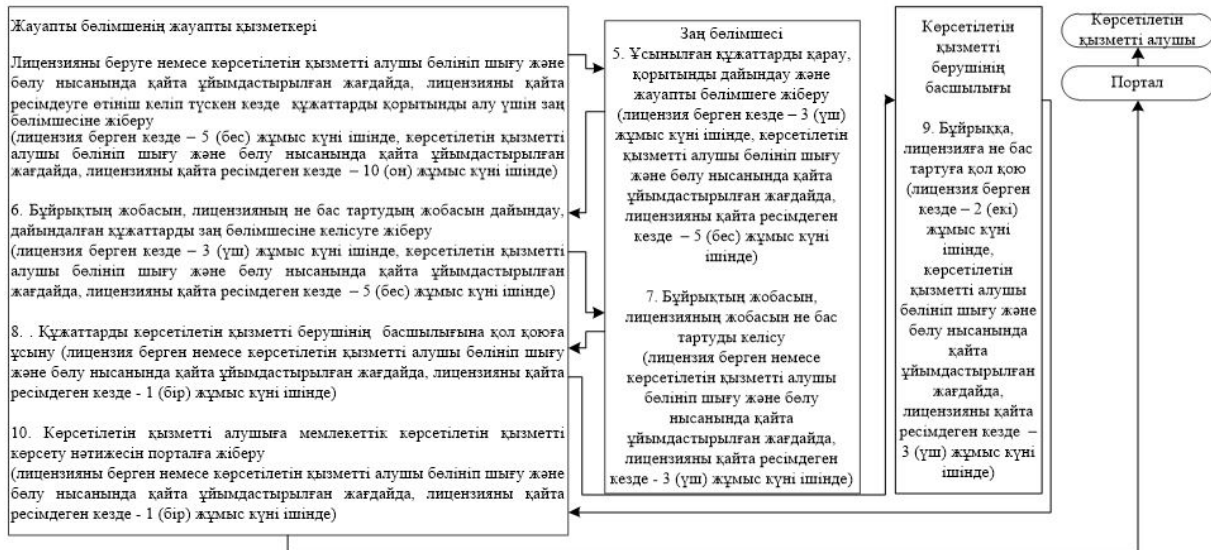 Жауапты бөлімшенің жауапты қызметкері
Лицензияны беруге немесе көрсетілетін қызметті алушы бөлініп шығу және
бөлу нысанында қайта ұйымдастырылған жағдайда, лицензияны қайта
ресімдеуге өтініш келіп түскен кезде құжаттарды қорытынды алу үшін заң
бөлімшесіне жіберу
(лицензия берген кезде – 5 (бес) жұмыс күні ішінде, көрсетілетін қызметті
алушы бөлініп шығу және бөлу нысанында қайта ұйымдастырылған
жағдайда, лицензияны қайта ресімдеген кезде – 10 (он) жұмыс күні ішінде)
6. Бұйрықтың жобасын, лицензияның не бас тартудың жобасын дайындау,
дайындалған құжаттарды заң бөлімшесіне келісуге жіберу
(лицензия берген кезде – 3 (үш) жұмыс күні ішінде, көрсетілетін қызметті
алушы бөлініп шығу және бөлу нысанында қайта ұйымдастырылған
жағдайда, лицензияны қайта ресімдеген кезде – 5 (бес) жұмыс күні ішінде)
8. . Құжаттарды көрсетілетін қызметті берушінің басшылығына қол қоюға
ұсыну (лицензия берген немесе көрсетілетін қызметті алушы бөлініп шығу
және бөлу нысанында қайта ұйымдастырылған жағдайда, лицензияны қайта
ресімдеген кезде - 1 (бір) жұмыс күні ішінде)
10. Көрсетілетін қызметті алушыға мемлекеттік көрсетілетін қызметті
көрсету нәтижесін порталға жіберу
(лицензияны берген немесе көрсетілетін қызметті алушы бөлініп шығу және
бөлу нысанында қайта ұйымдастырылған жағдайда, лицензияны қайта
ресімдеген кезде - 1 (бір) жұмыс күні ішінде)
Заң бөлімшесі
5. Ұсынылған құжаттарды қарау,
қорытынды дайындау және
жауапты бөлімшеге жіберу
(лицензия берген кезде – 3 (үш)
жұмыс күні ішінде, көрсетілетін
қызметті алушы бөлініп шығу
және бөлу нысанында қайта
ұйымдастырылған жағдайда,
лицензияны қайта ресімдеген
кезде – 5 (бес) жұмыс күні
ішінде)
7. Бұйрықтың жобасын,
лицензияның жобасын не бас
тартуды келісу
(лицензия берген немесе
көрсетілетін қызметті алушы
бөлініп шығу және бөлу
нысанында қайта
ұйымдастырылған жағдайда,
лицензияны қайта ресімдеген
кезде - 3 (үш) жұмыс күні ішінде)
Көрсетілетін
қызметті
берушінің
басшылығы
9. Бұйрыққа,
лицензияға не бас
тартуға қол қою
(лицензия берген
кезде – 2 (екі)
жұмыс күні
ішінде,
көрсетілетін
қызметті алушы
бөлініп шығу және
бөлу нысанында
қайта
ұйымдастырылған
жағдайда,
лицензияны қайта
ресімдеген кезде –
3 (үш) жұмыс күні
ішінде)
Көрсетілетін
қызметті алушы
Портал